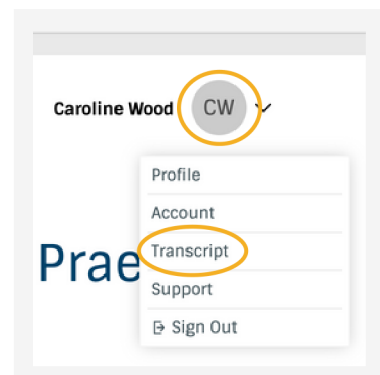 Caroline Wood CW
Profile
Account
Prae Transcript
Support
Sign Out